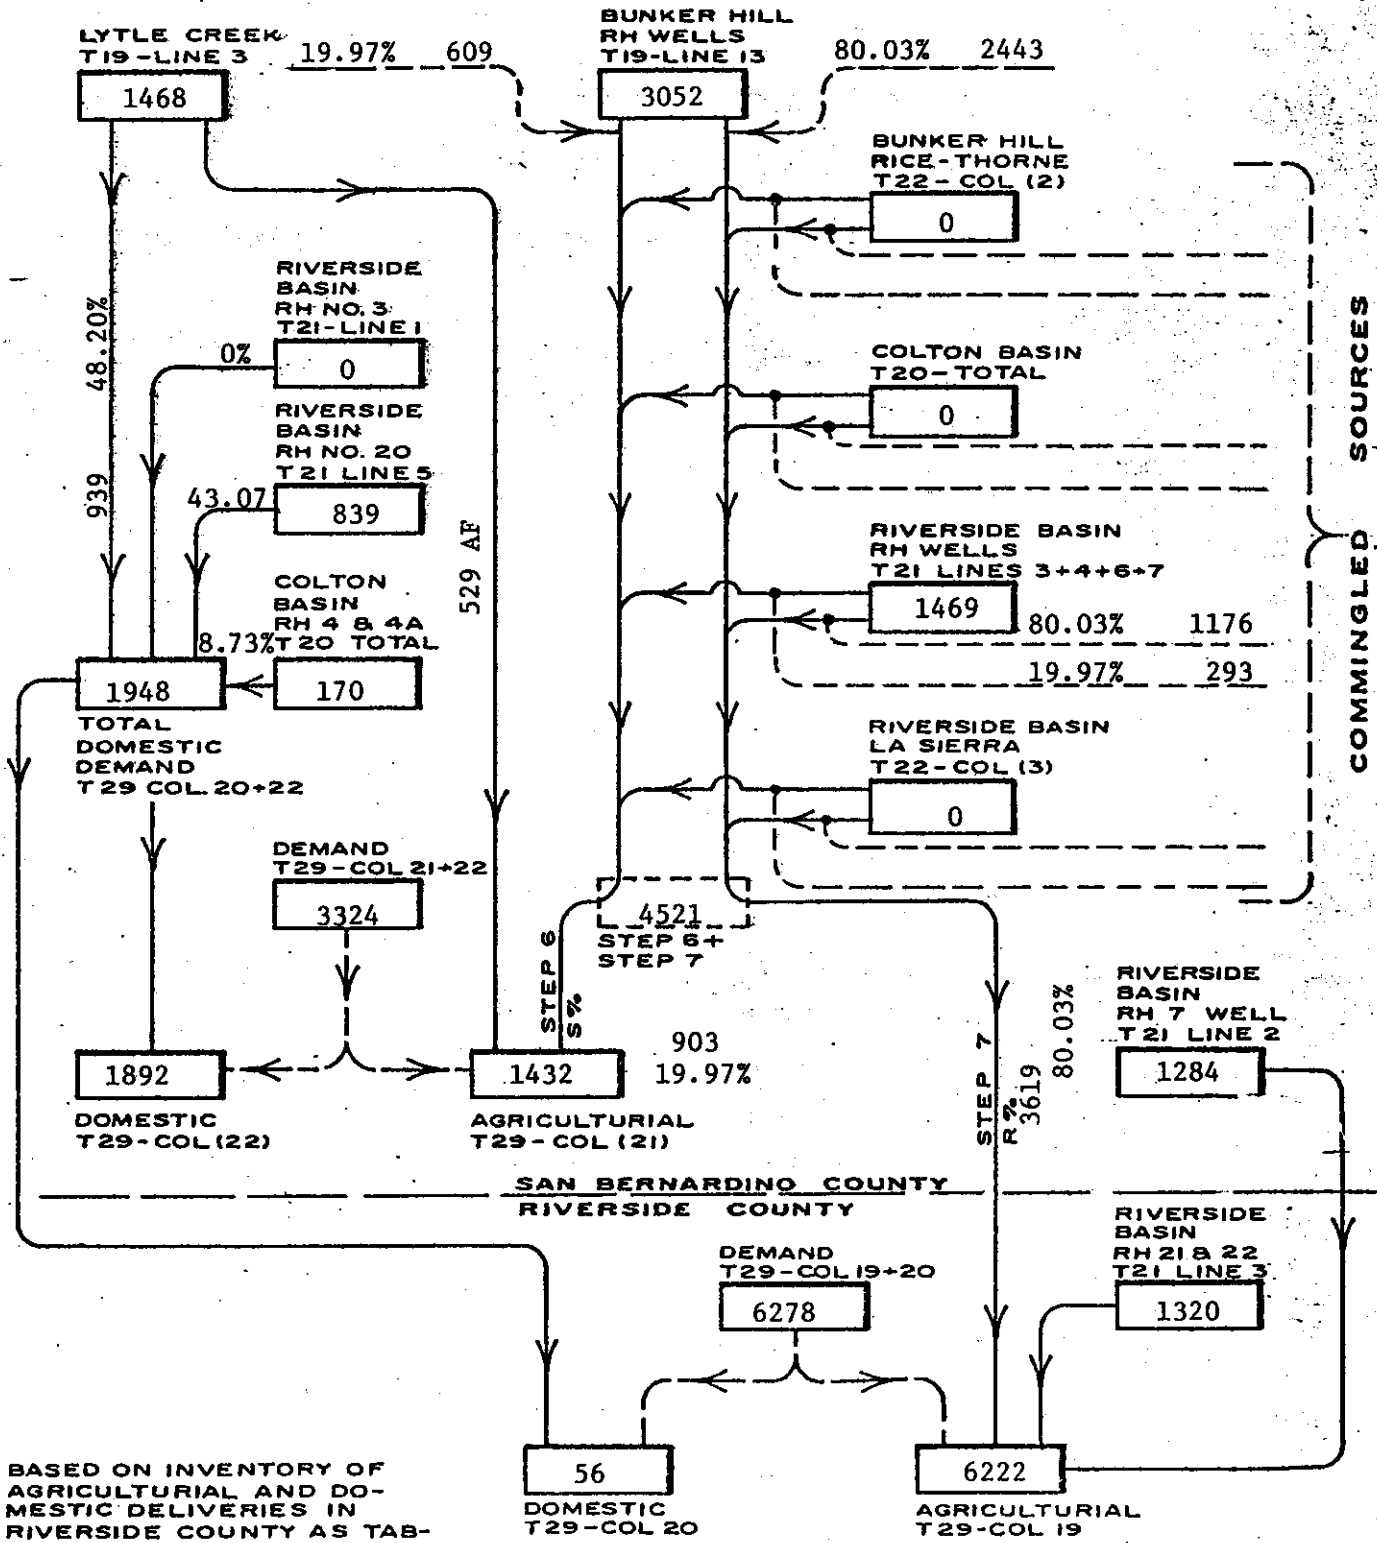 LYTLE CREEK
T19-LINE 3
1468
19.97% 609
BUNKER HILL
RH WELLS
T19-LINE 13
3052
80.03% 2443
BUNKER HILL
RICE-THORNE
T22-COL (2)
0
RIVERSIDE
BASIN
RH NO. 3
T21-LINE 1
0
0%
48.20%
939
COLTON BASIN
T20-TOTAL
0
RIVERSIDE
BASIN
RH NO. 20
T21 LINE 5
839
43.07
529 AF
COMMINGLED SOURCES
RIVERSIDE BASIN
RH WELLS
T21 LINES 3+4+6+7
1469
80.03% 1176
19.97% 293
COLTON
BASIN
RH 4 & 4A
T20 TOTAL
170
8.73%
1948
TOTAL
DOMESTIC
DEMAND
T29 COL. 20+22
RIVERSIDE BASIN
LA SIERRA
T22-COL (3)
0
DEMAND
T29-COL 21+22
3324
4521
STEP 6+
STEP 7
STEP 6
S%
1892
DOMESTIC
T29-COL (22)
1432
AGRICULTURIAL
T29-COL (21)
903
19.97%
STEP 7
R%
3619
80.03%
RIVERSIDE
BASIN
RH 7 WELL
T21 LINE 2
1284
SAN BERNARDINO COUNTY
RIVERSIDE COUNTY
DEMAND
T29-COL 19+20
6278
RIVERSIDE
BASIN
RH 21 & 22
T21 LINE 3
1320
56
DOMESTIC
T29-COL 20
6222
AGRICULTURIAL
T29-COL 19
BASED ON INVENTORY OF
AGRICULTURIAL AND DO-
MESTIC DELIVERIES IN
RIVERSIDE COUNTY AS TAB-